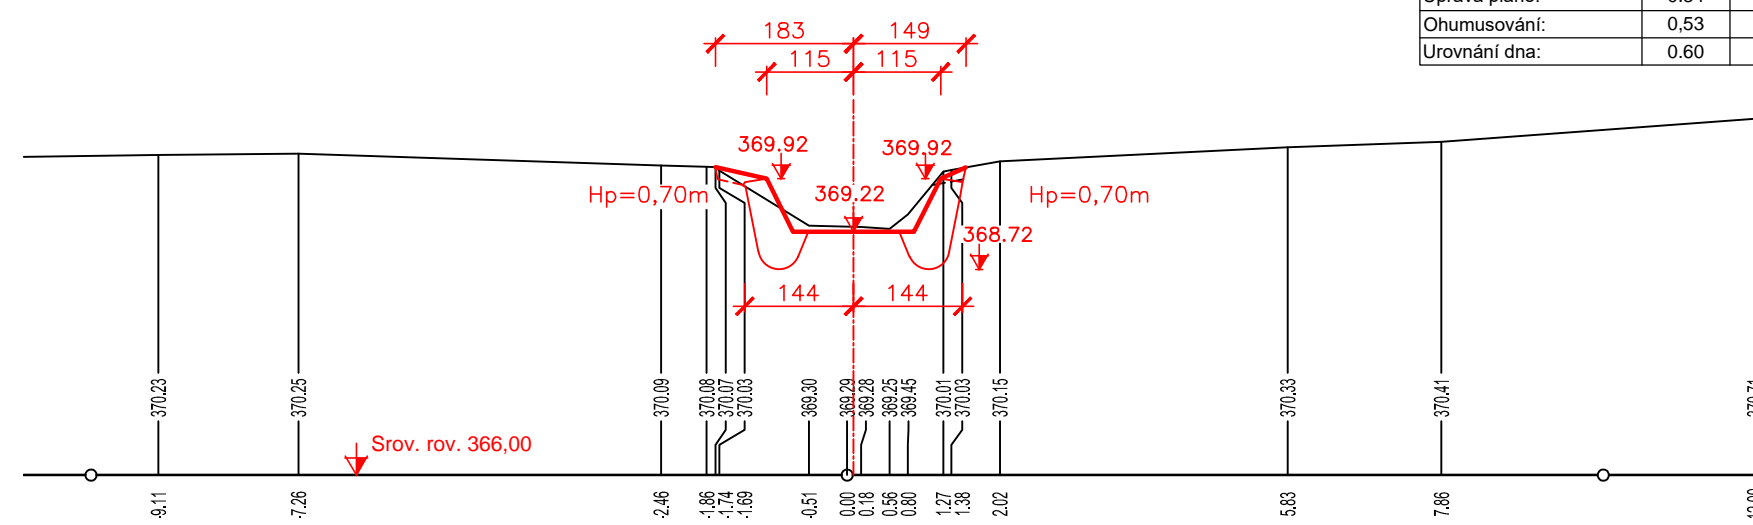 Ohumusování: 0,53
Urovnání dna: 0.60
183 149
115 115
369.92 369.92
Hp=0,70m 369.22 Hp=0,70m
368.72
144 144
370.23 370.25 370.09 370.08 370.07 370.03 369.30 369.29 369.28 369.25 369.45 370.01 370.03 370.15 370.33 370.41
Srov. rov. 366,00
-9.11 -7.26 -2.46 -1.86 -1.74 -1.69 -0.51 0.00 0.18 0.56 0.80 1.27 1.38 2.02 5.83 7.86